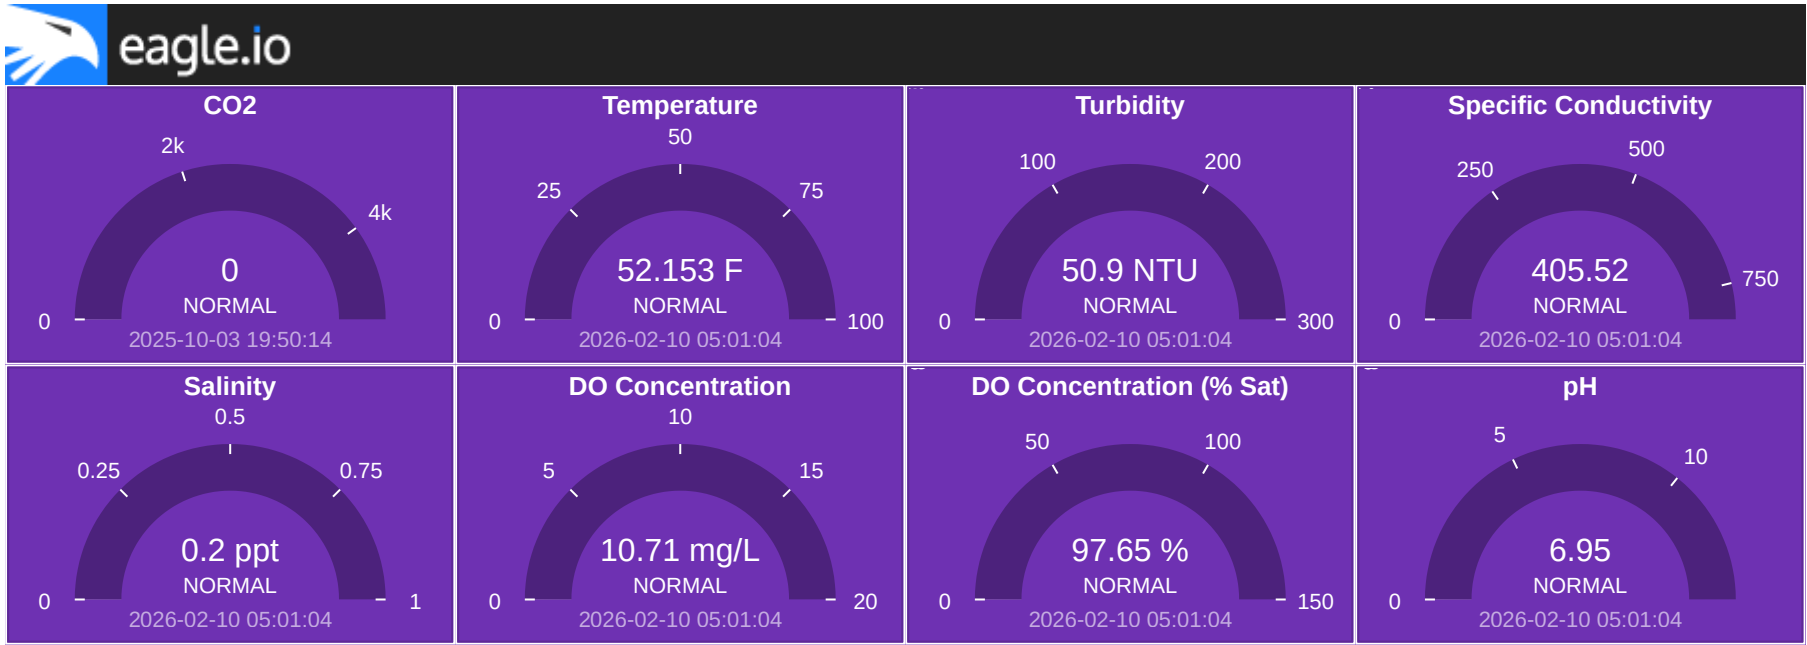 eagle.io
CO2
2k
4k
0
0
NORMAL
2025-10-03 19:50:14
Temperature
50
25
75
52.153 F
NORMAL
0
100
2026-02-10 05:01:04
Turbidity
100
200
50.9 NTU
NORMAL
0
300
2026-02-10 05:01:04
Specific Conductivity
500
250
750
405.52
NORMAL
0
2026-02-10 05:01:04
Salinity
0.5
0.25
0.75
0.2 ppt
NORMAL
0
1
2026-02-10 05:01:04
DO Concentration
10
5
15
10.71 mg/L
NORMAL
0
20
2026-02-10 05:01:04
DO Concentration (% Sat)
50
100
97.65 %
NORMAL
0
150
2026-02-10 05:01:04
pH
5
10
6.95
NORMAL
0
2026-02-10 05:01:04